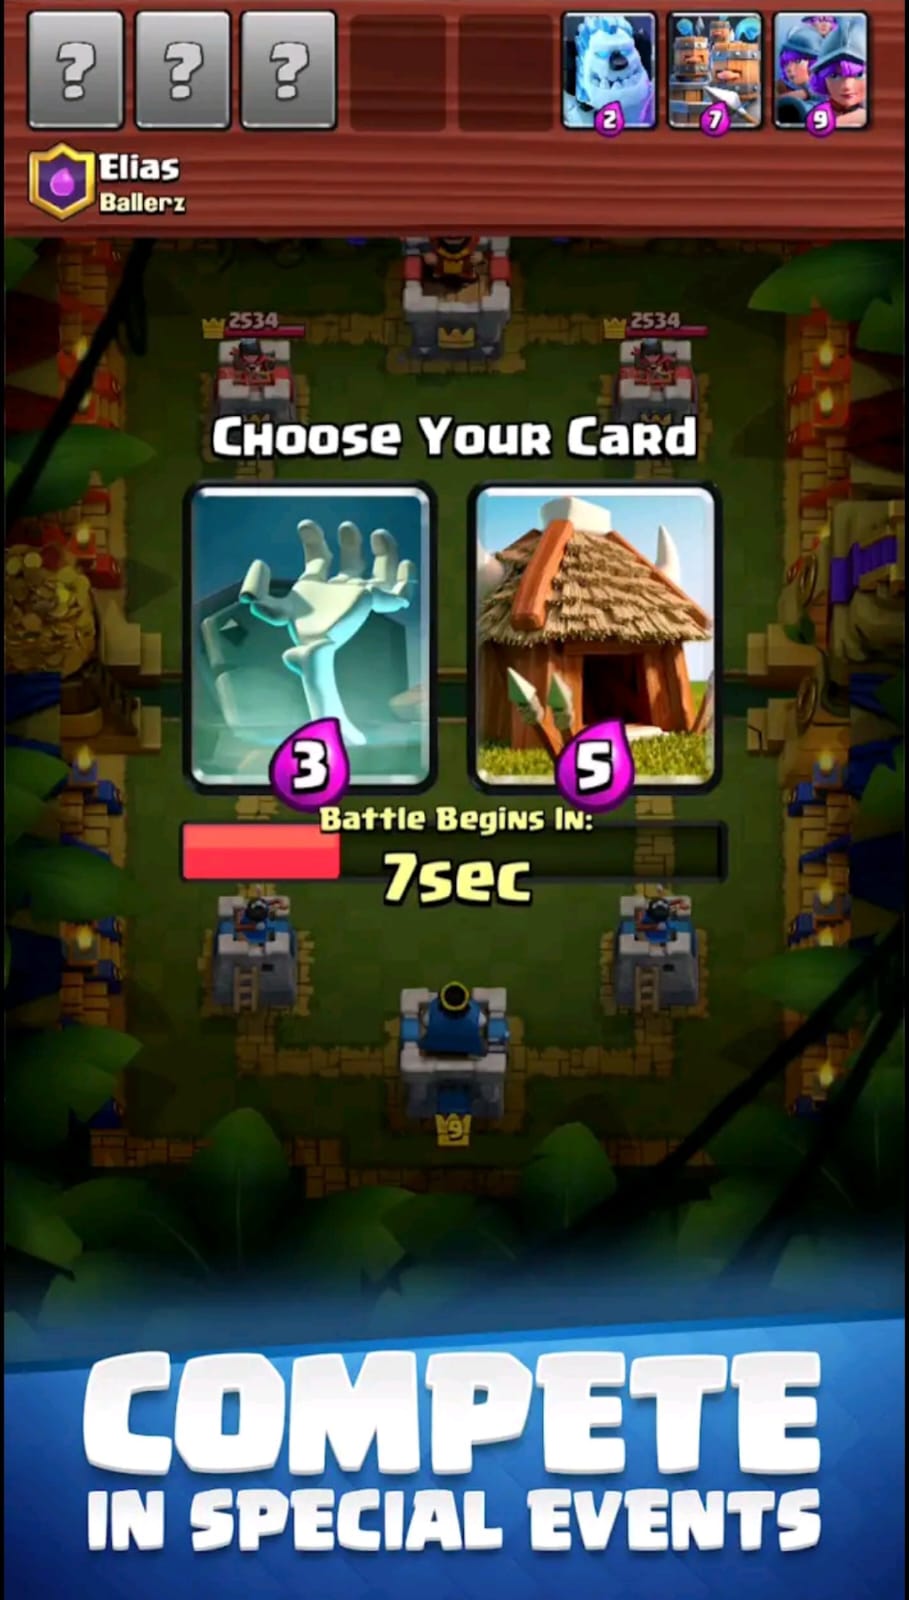 ? ? ? 2 7 9
Elias
Ballerz
2534 2534
Choose Your Card
3 5
Battle Begins In:
7sec
9
COMPETE
IN SPECIAL EVENTS